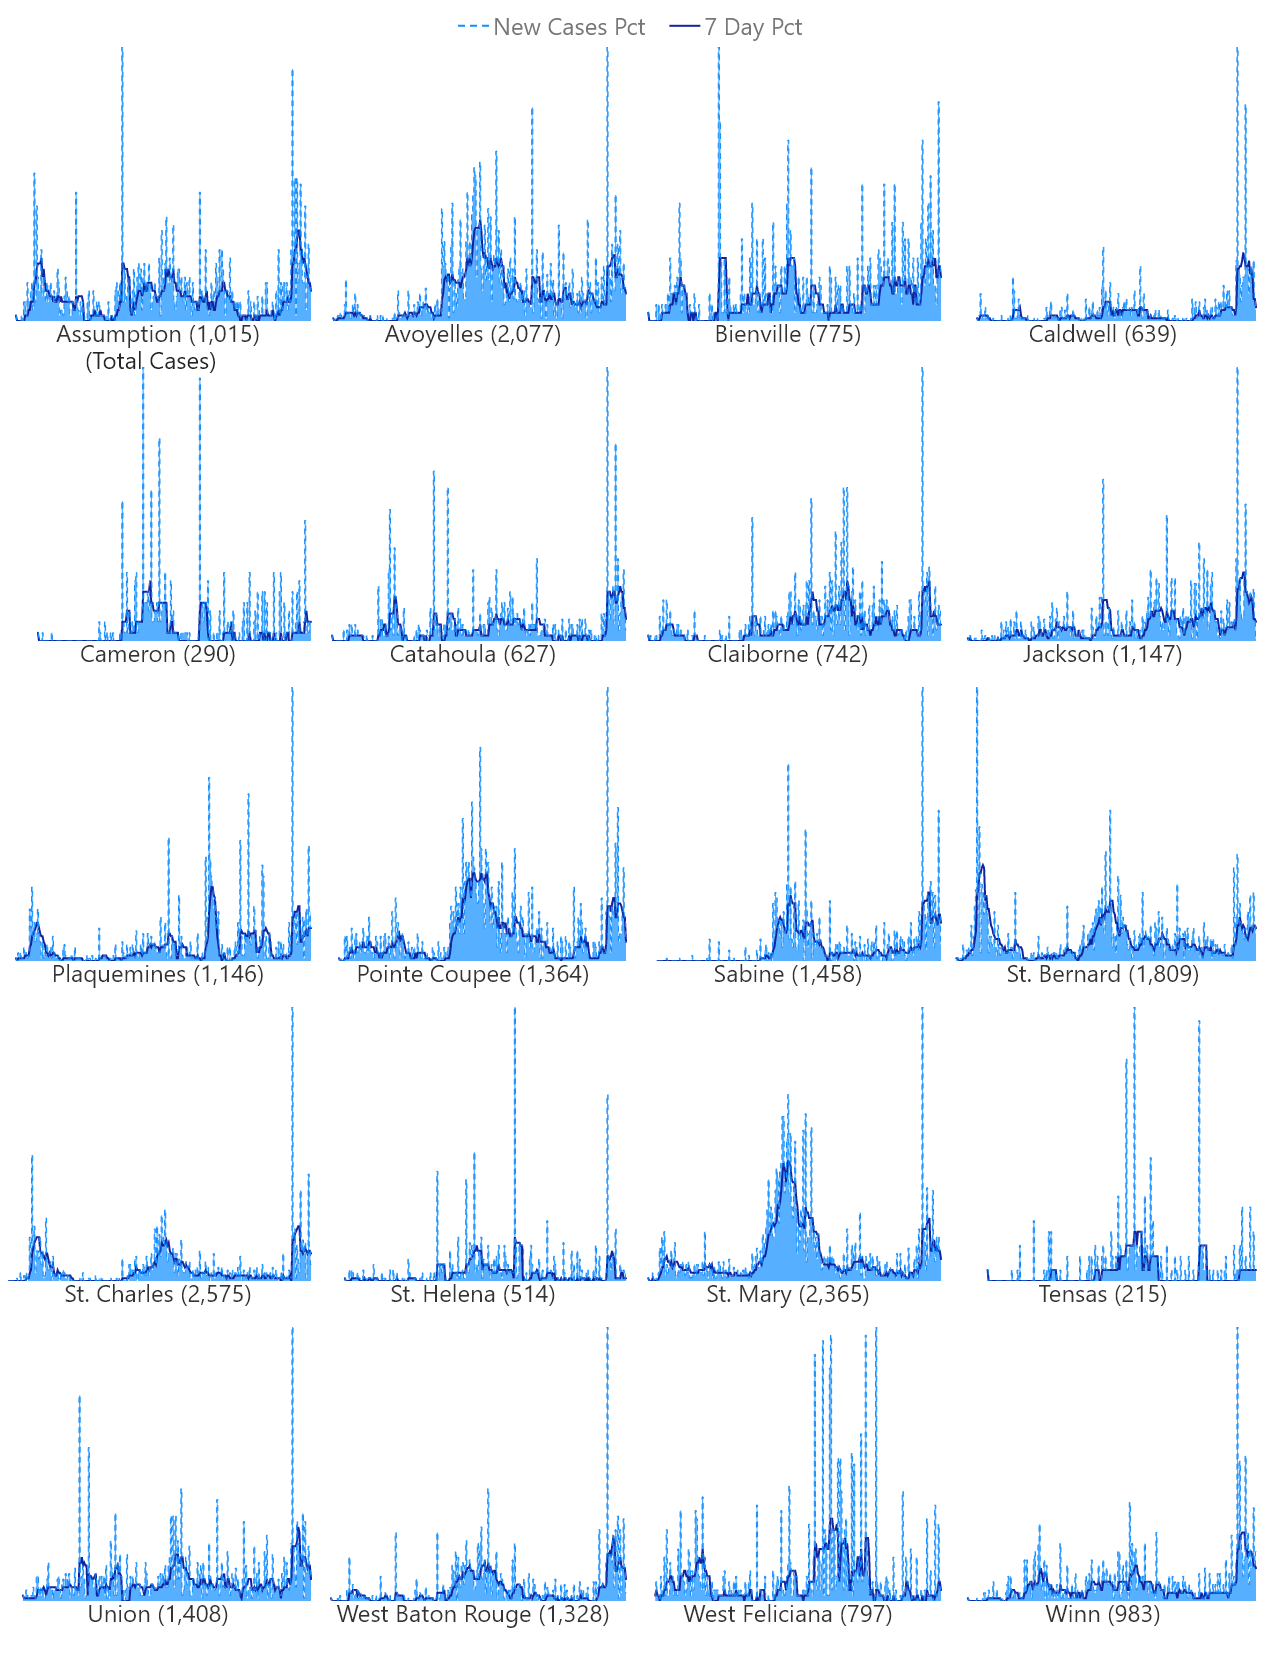 New Cases Pct 7 Day Pct
Assumption (1,015) Avoyelles (2,077) Bienville (775) Caldwell (639)
(Total Cases)
Cameron (290) Catahoula (627) Claiborne (742) Jackson (1,147)
Plaquemines (1,146) Pointe Coupee (1,364) Sabine (1,458) St. Bernard (1,809)
St. Charles (2,575) St. Helena (514) St. Mary (2,365) Tensas (215)
Union (1,408) West Baton Rouge (1,328) West Feliciana (797) Winn (983)